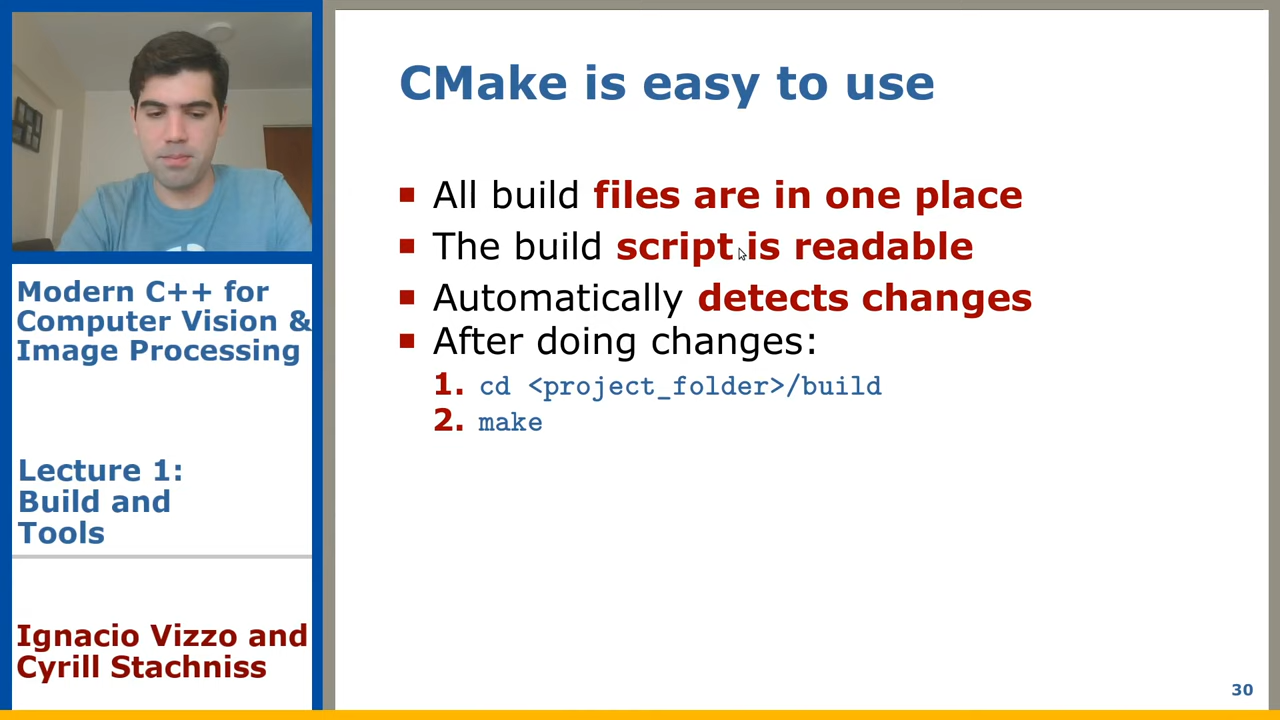 Modern C++ for
Computer Vision &
Image Processing
Lecture 1:
Build and
Tools
Ignacio Vizzo and
Cyrill Stachniss
CMake is easy to use
All build files are in one place
The build script is readable
Automatically detects changes
After doing changes:
1. cd <project_folder>/build
2. make
30